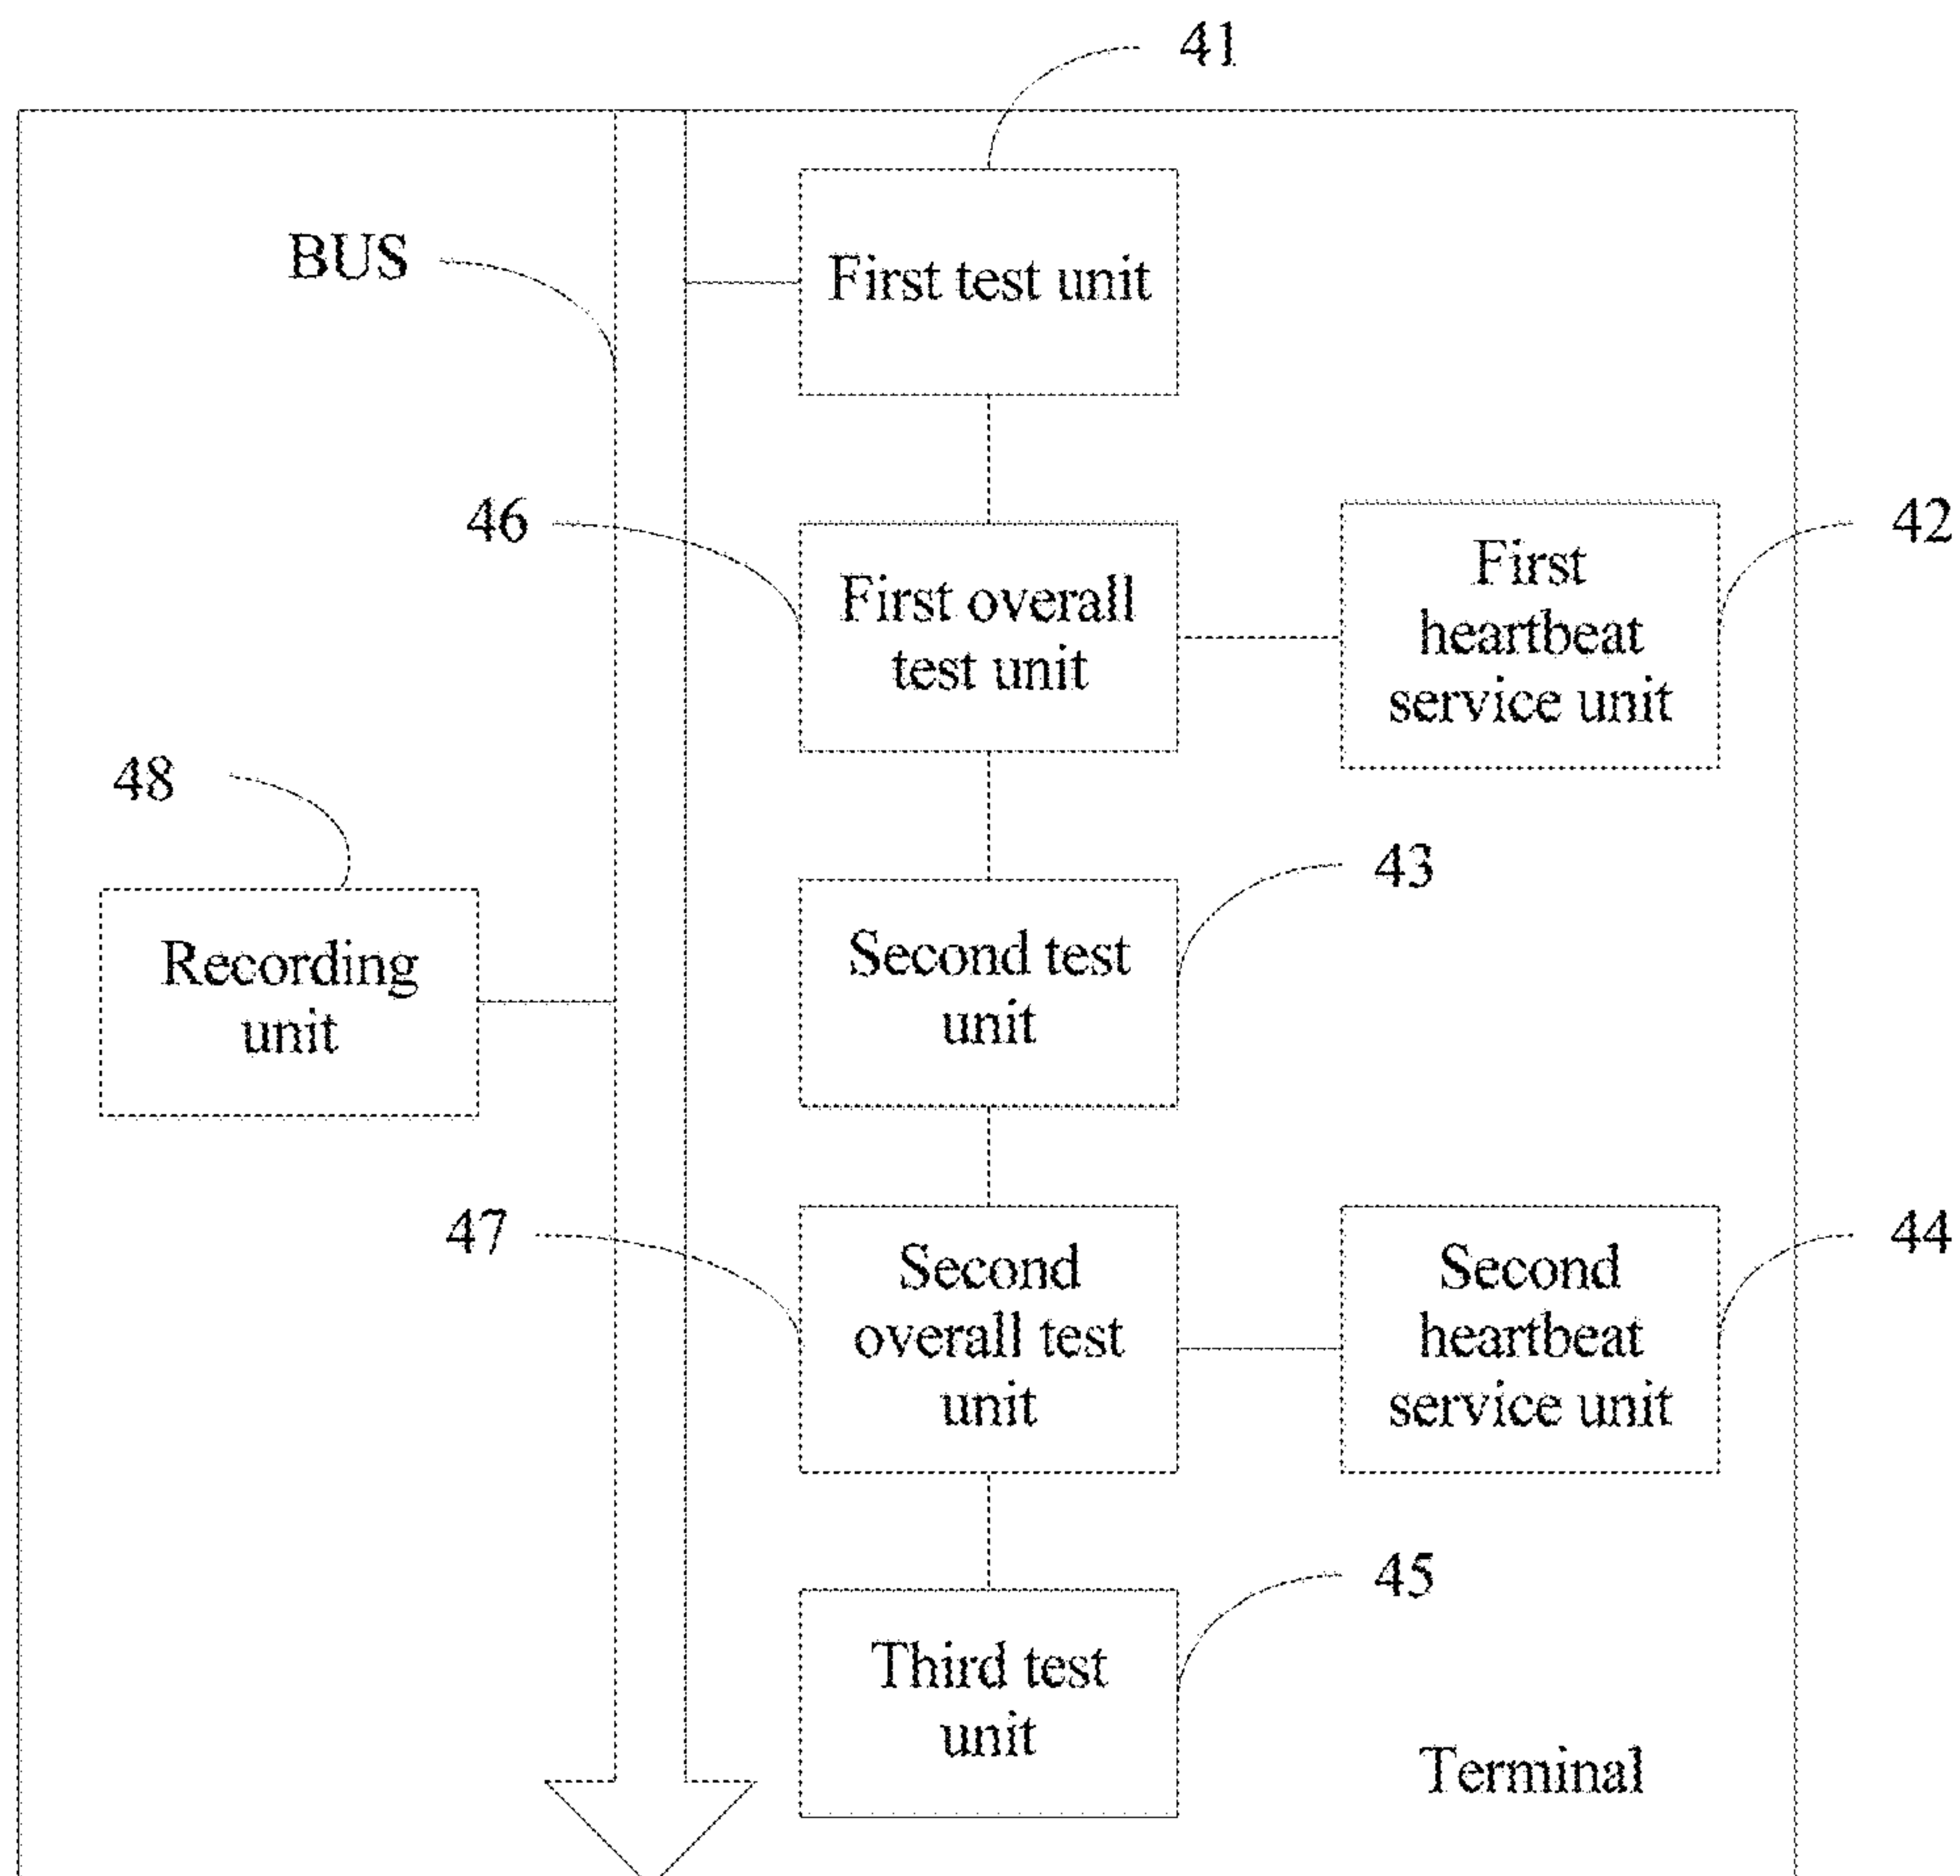 41
BUS
First test unit
46
First overall
test unit
First
heartbeat
service unit
42
48
43
Recording
unit
Second test
unit
47
Second
overall test
unit
Second
heartbeat
service unit
44
45
Third test
unit
Terminal